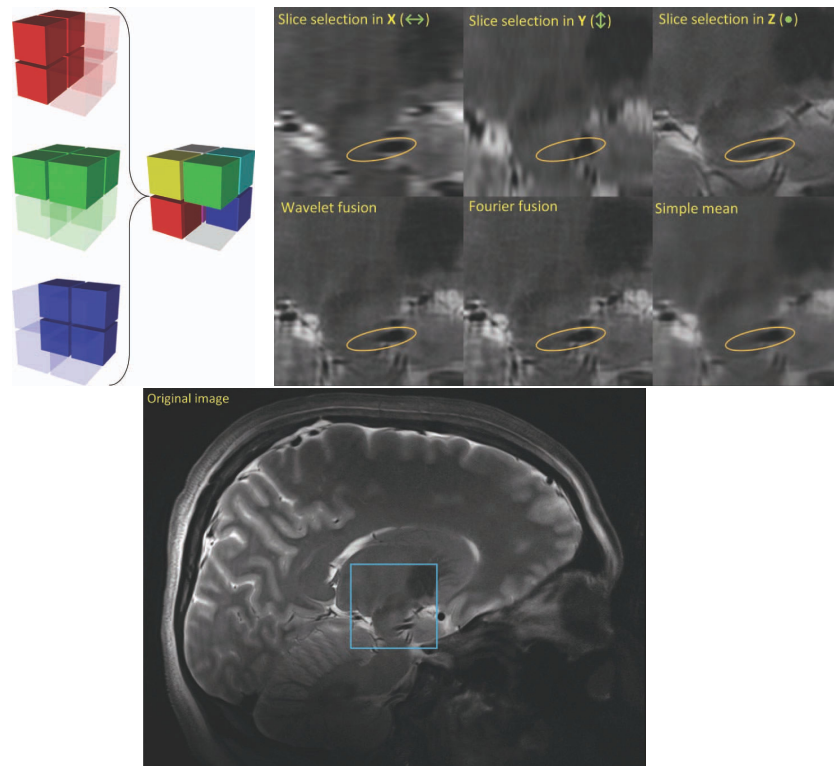 Slice selection in X (↔)
Slice selection in Y (↕)
Slice selection in Z (•)
Wavelet fusion
Fourier fusion
Simple mean
Original image